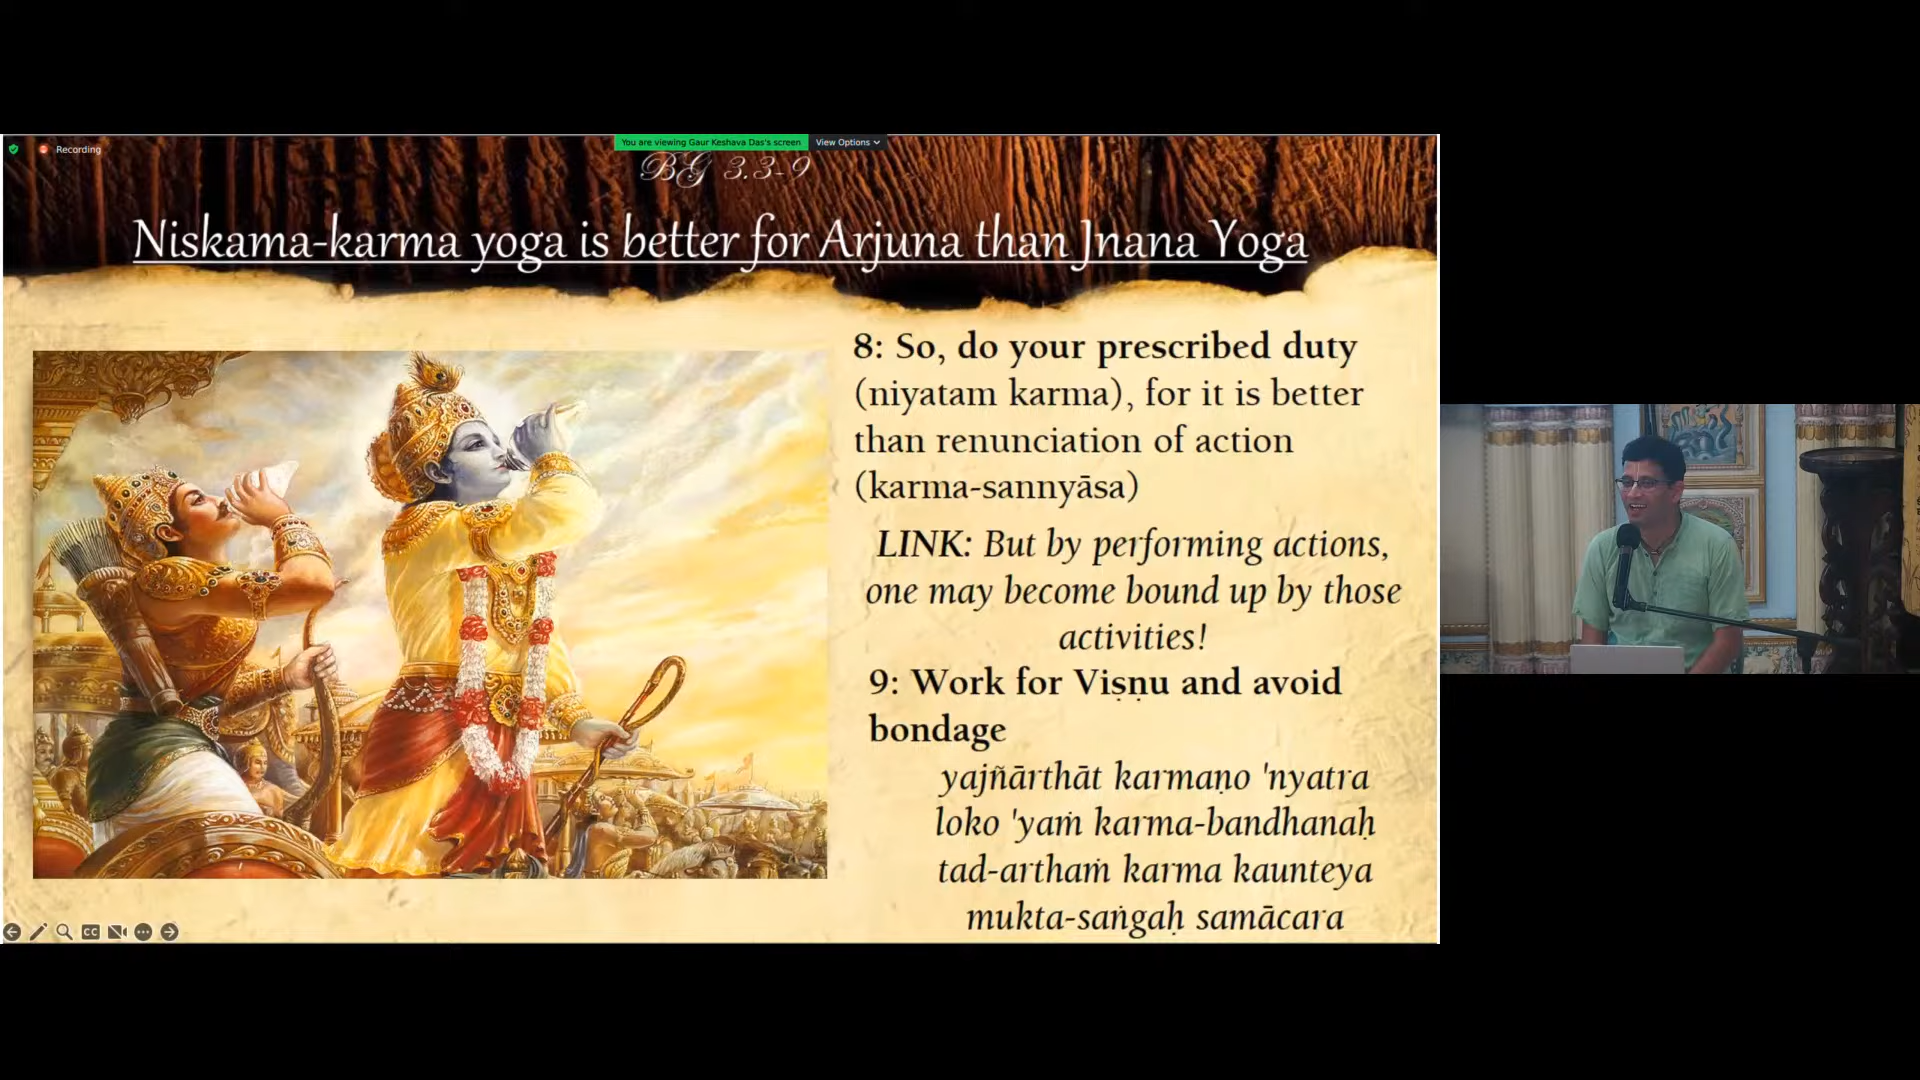 Recording
You are viewing Gaur Keshava Das's screen
View Options
BG 3.3-9
Niskama-karma yoga is better for Arjuna than Jnana Yoga
8: So, do your prescribed duty
(niyatam karma), for it is better
than renunciation of action
(karma-sannyāsa)
LINK: But by performing actions,
one may become bound up by those
activities!
9: Work for Viṣṇu and avoid
bondage
yajñārthāt karmaṇo 'nyatra
loko 'yaṁ karma-bandhanaḥ
tad-arthaṁ karma kaunteya
mukta-saṅgaḥ samācara
CC